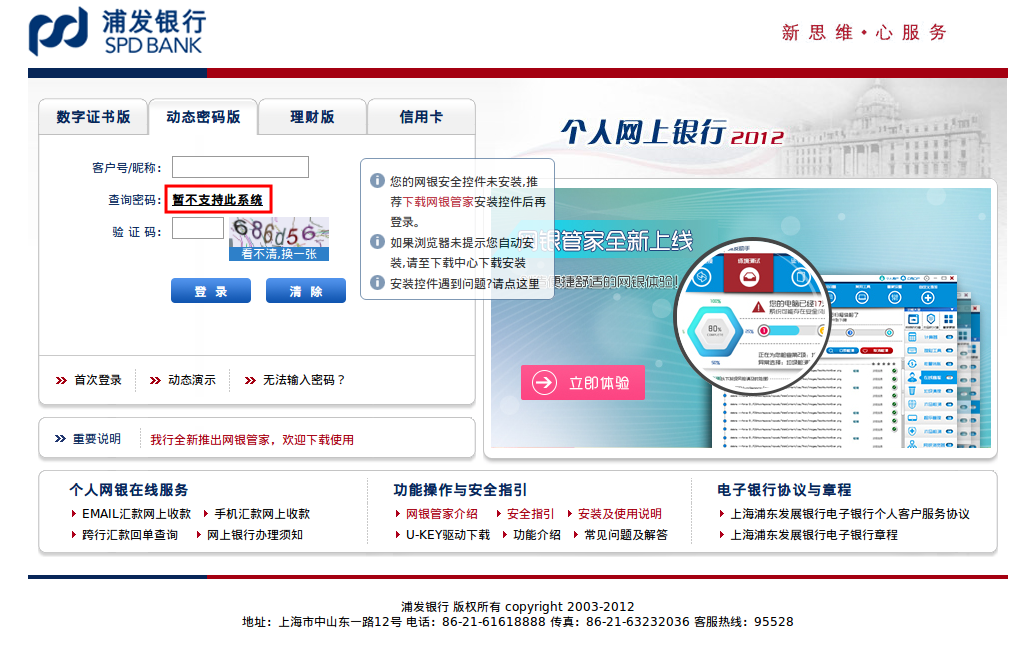 浦发银行
SPD BANK
新思维·心服务
数字证书版 动态密码版 理财版 信用卡
个人网上银行 2012
客户号/昵称：
查询密码： 暂不支持此系统
验 证 码： 686d56
看不清,换一张
登 录 清 除
您的网银安全控件未安装,推
荐下载网银管家安装控件后再
登录。
如果浏览器未提示您自动安
装,请至下载中心下载安装
安装控件遇到问题?请点这里
网银管家全新上线
便捷舒适的网银体验!
80%
立即体验
首次登录 动态演示 无法输入密码？
重要说明 我行全新推出网银管家，欢迎下载使用
个人网银在线服务
EMAIL汇款网上收款 手机汇款网上收款
跨行汇款回单查询 网上银行办理须知
功能操作与安全指引
网银管家介绍 安全指引 安装及使用说明
U-KEY驱动下载 功能介绍 常见问题及解答
电子银行协议与章程
上海浦东发展银行电子银行个人客户服务协议
上海浦东发展银行电子银行章程
浦发银行 版权所有 copyright 2003-2012
地址：上海市中山东一路12号 电话：86-21-61618888 传真：86-21-63232036 客服热线：95528